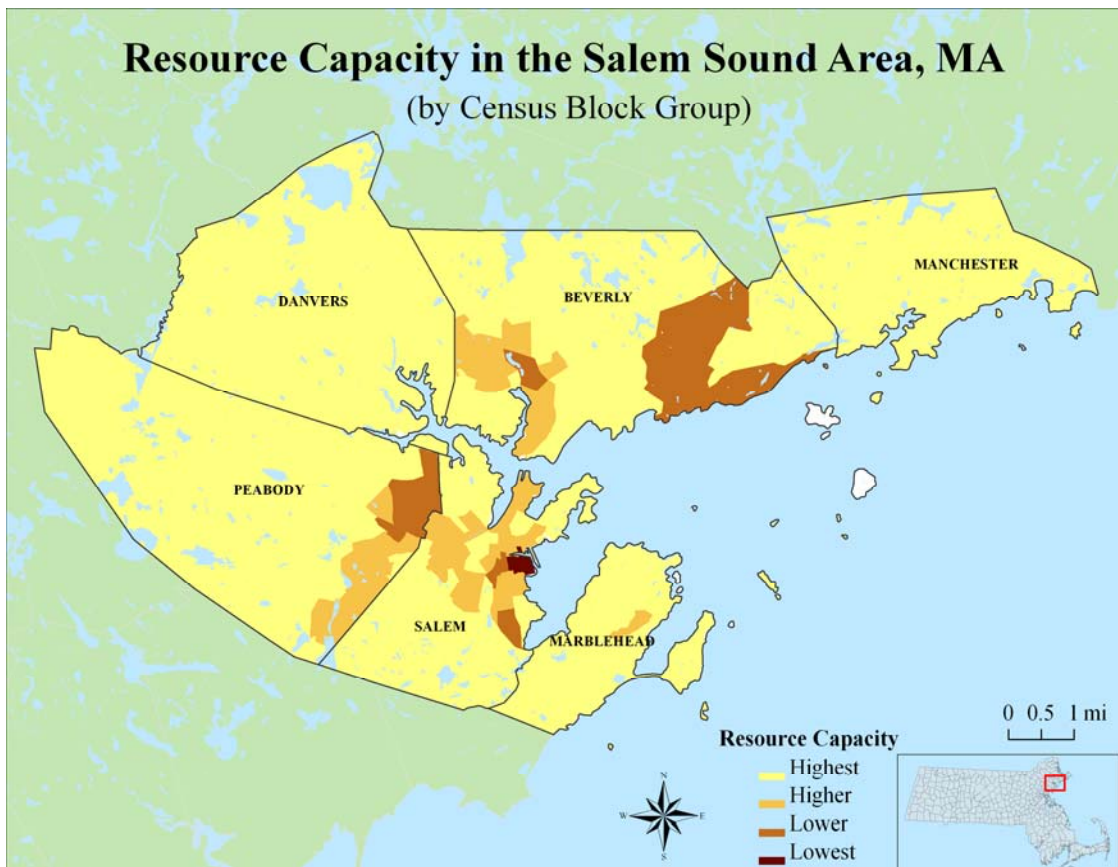 Resource Capacity in the Salem Sound Area, MA
(by Census Block Group)
MANCHESTER
DANVERS
BEVERLY
PEABODY
SALEM
MARBLEHEAD
0 0.5 1 mi
Resource Capacity
Highest
Higher
Lower
Lowest
N
W E
S